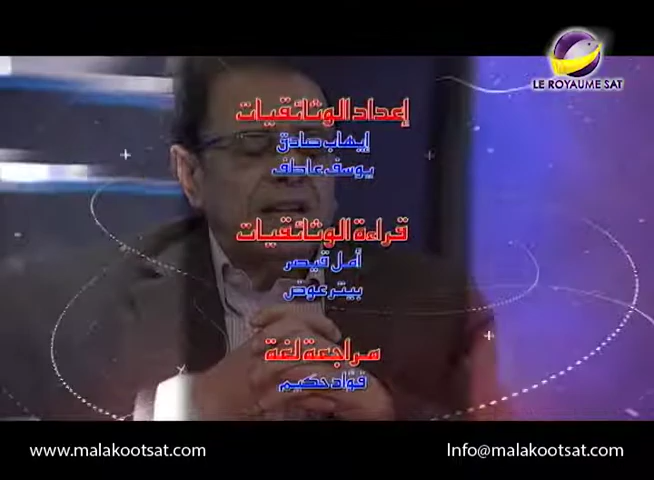 LE ROYAUME SAT
إعداد الوثائقيات
إيهاب صادق
يوسف عاطف
قراءة الوثائقيات
أمل قيصر
بيتر عوض
مراجعة لغة
فؤاد حكيم
www.malakootsat.com
Info@malakootsat.com